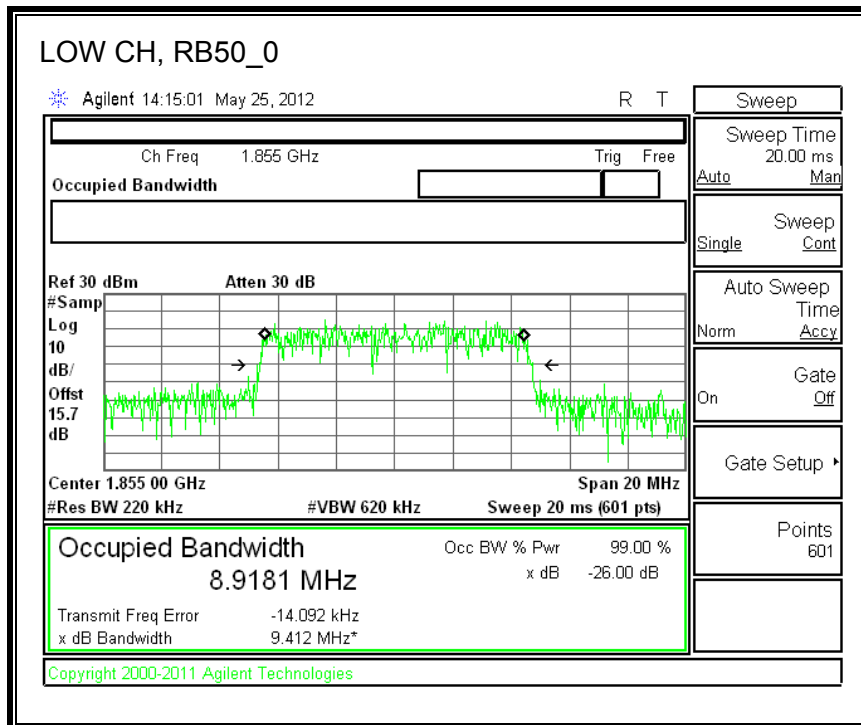 LOW CH, RB50_0
Agilent 14:15:01 May 25, 2012 R T
Ch Freq 1.855 GHz Trig Free
Occupied Bandwidth
Ref 30 dBm Atten 30 dB
#Samp
Log
10
dB/
Offst
15.7
dB
Center 1.855 00 GHz Span 20 MHz
#Res BW 220 kHz #VBW 620 kHz Sweep 20 ms (601 pts)
Occupied Bandwidth Occ BW % Pwr 99.00 %
8.9181 MHz x dB -26.00 dB
Transmit Freq Error -14.092 kHz
x dB Bandwidth 9.412 MHz*
Copyright 2000-2011 Agilent Technologies
Sweep
Sweep Time
20.00 ms
Auto Man
Sweep
Single Cont
Auto Sweep
Time
Norm Accy
Gate
On Off
Gate Setup
Points
601